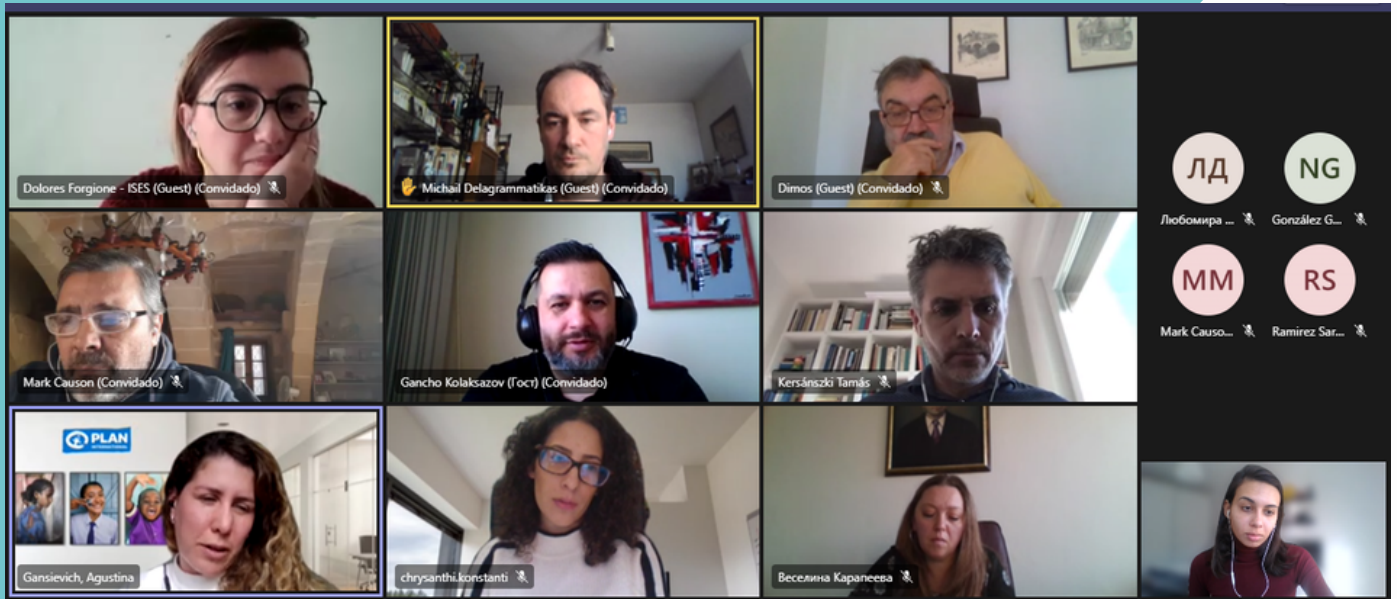 Dolores Forgione - ISES (Guest) (Convidado)
Michail Delagrammatikas (Guest) (Convidado)
Dimos (Guest) (Convidado)
ЛД
NG
Любомира ...
González G...
MM
RS
Mark Causo...
Ramirez Sar...
Mark Causon (Convidado)
Gancho Kolaksazov (Гост) (Convidado)
Kersánszki Tamás
PLAN
INTERNATIONAL
Gansievich, Agustina
chrysanthi.konstanti
Веселина Карапеева